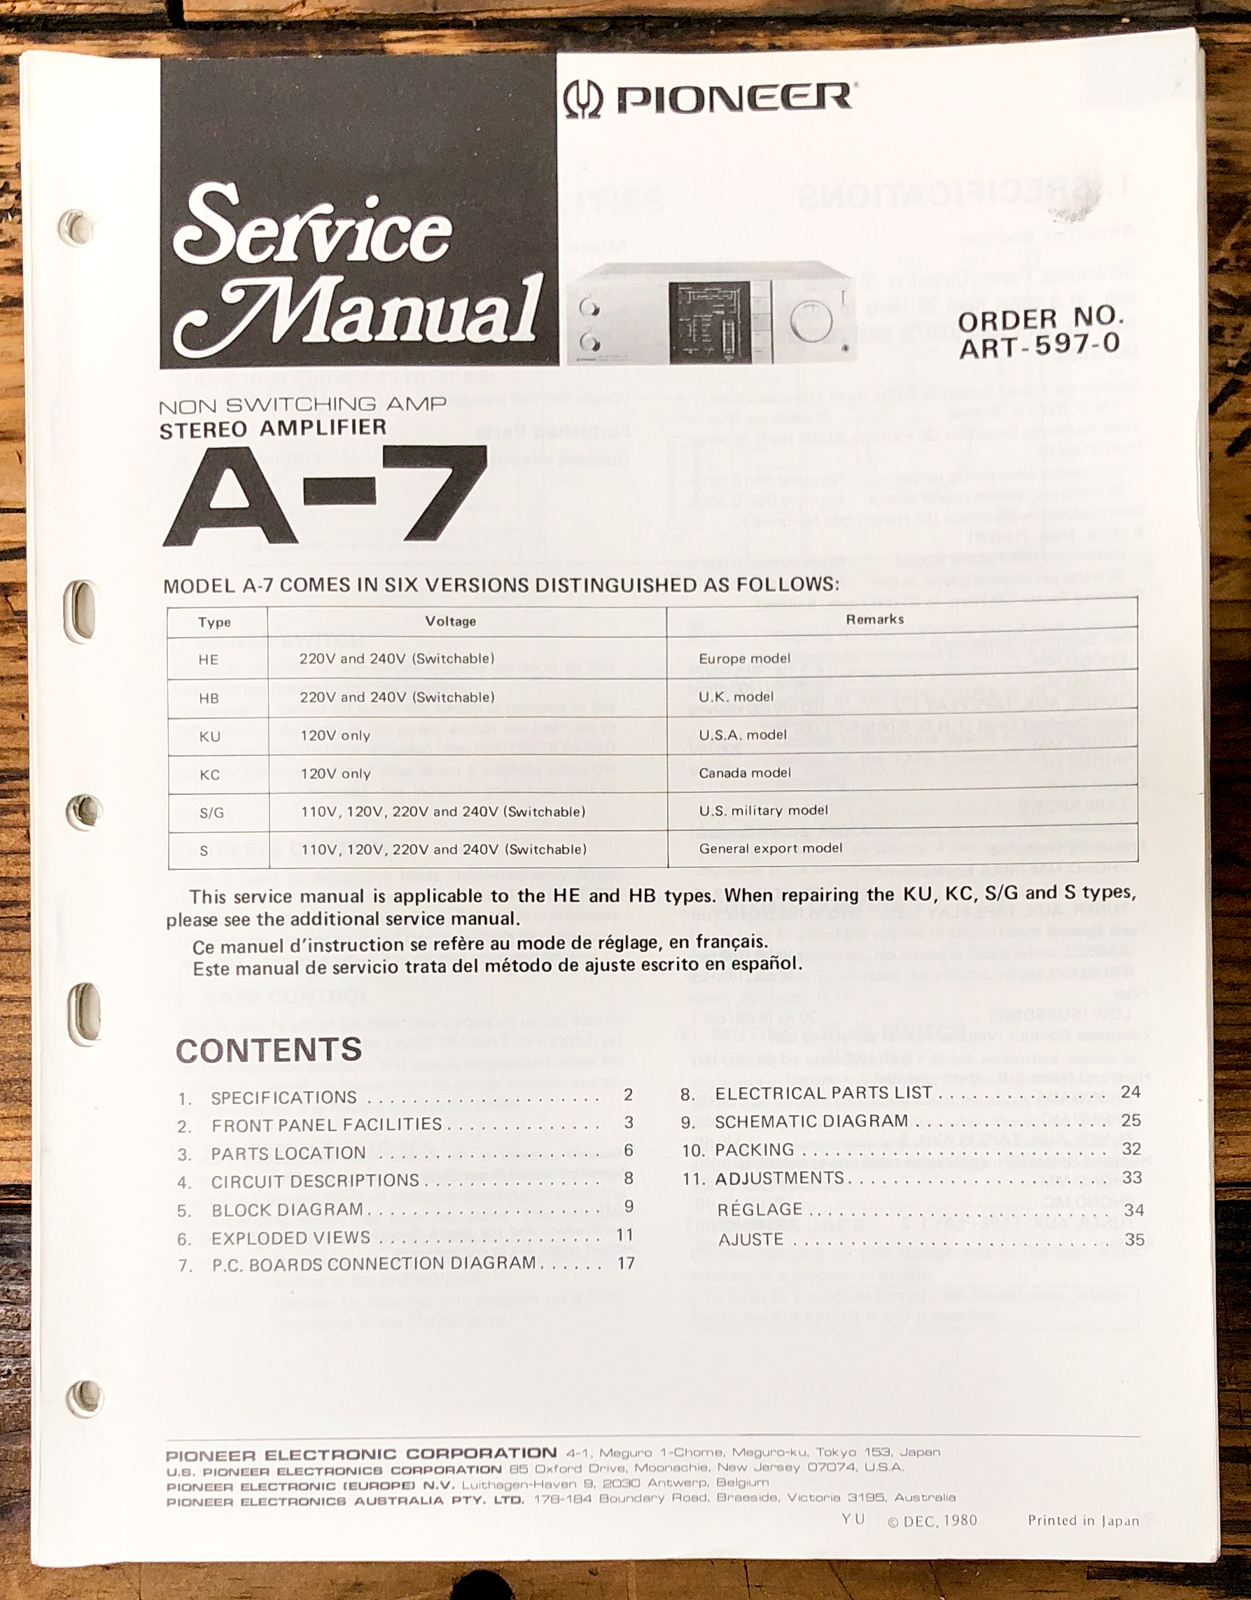 PIONEER
Service
Manual
ORDER NO.
ART-597-0
NON SWITCHING AMP
STEREO AMPLIFIER
A-7
MODEL A-7 COMES IN SIX VERSIONS DISTINGUISHED AS FOLLOWS:
Type Voltage Remarks
HE 220V and 240V (Switchable) Europe model
HB 220V and 240V (Switchable) U.K. model
KU 120V only U.S.A. model
KC 120V only Canada model
S/G 110V, 120V, 220V and 240V (Switchable) U.S. military model
S 110V, 120V, 220V and 240V (Switchable) General export model
This service manual is applicable to the HE and HB types. When repairing the KU, KC, S/G and S types,
please see the additional service manual.
Ce manuel d'instruction se refère au mode de réglage, en français.
Este manual de servicio trata del método de ajuste escrito en español.
CONTENTS
1. SPECIFICATIONS . . . . . . . . . . . . . . . . . . . . . 2
2. FRONT PANEL FACILITIES . . . . . . . . . . . . . . 3
3. PARTS LOCATION . . . . . . . . . . . . . . . . . . . . . 6
4. CIRCUIT DESCRIPTIONS . . . . . . . . . . . . . . . . 8
5. BLOCK DIAGRAM . . . . . . . . . . . . . . . . . . . . . 9
6. EXPLODED VIEWS . . . . . . . . . . . . . . . . . . . . 11
7. P.C. BOARDS CONNECTION DIAGRAM . . . . . . 17
8. ELECTRICAL PARTS LIST . . . . . . . . . . . . . . . 24
9. SCHEMATIC DIAGRAM . . . . . . . . . . . . . . . . . 25
10. PACKING . . . . . . . . . . . . . . . . . . . . . . . . . . . 32
11. ADJUSTMENTS . . . . . . . . . . . . . . . . . . . . . . . 33
RÉGLAGE . . . . . . . . . . . . . . . . . . . . . . . . . . 34
AJUSTE . . . . . . . . . . . . . . . . . . . . . . . . . . . . 35
PIONEER ELECTRONIC CORPORATION 4-1, Meguro 1-Chome, Meguro-ku, Tokyo 153, Japan
U.S. PIONEER ELECTRONICS CORPORATION 85 Oxford Drive, Moonachie, New Jersey 07074, U.S.A.
PIONEER ELECTRONIC (EUROPE) N.V. Luithagen-Haven 9, 2030 Antwerp, Belgium
PIONEER ELECTRONICS AUSTRALIA PTY. LTD. 178-184 Boundary Road, Braeside, Victoria 3195, Australia
YU © DEC. 1980 Printed in Japan